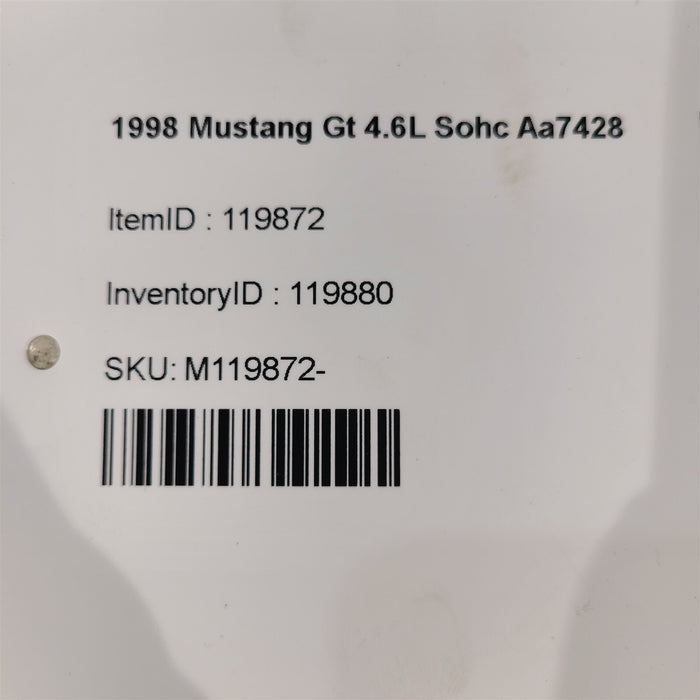 1998 Mustang Gt 4.6L Sohc Aa7428
ItemID : 119872
InventoryID : 119880
SKU: M119872-